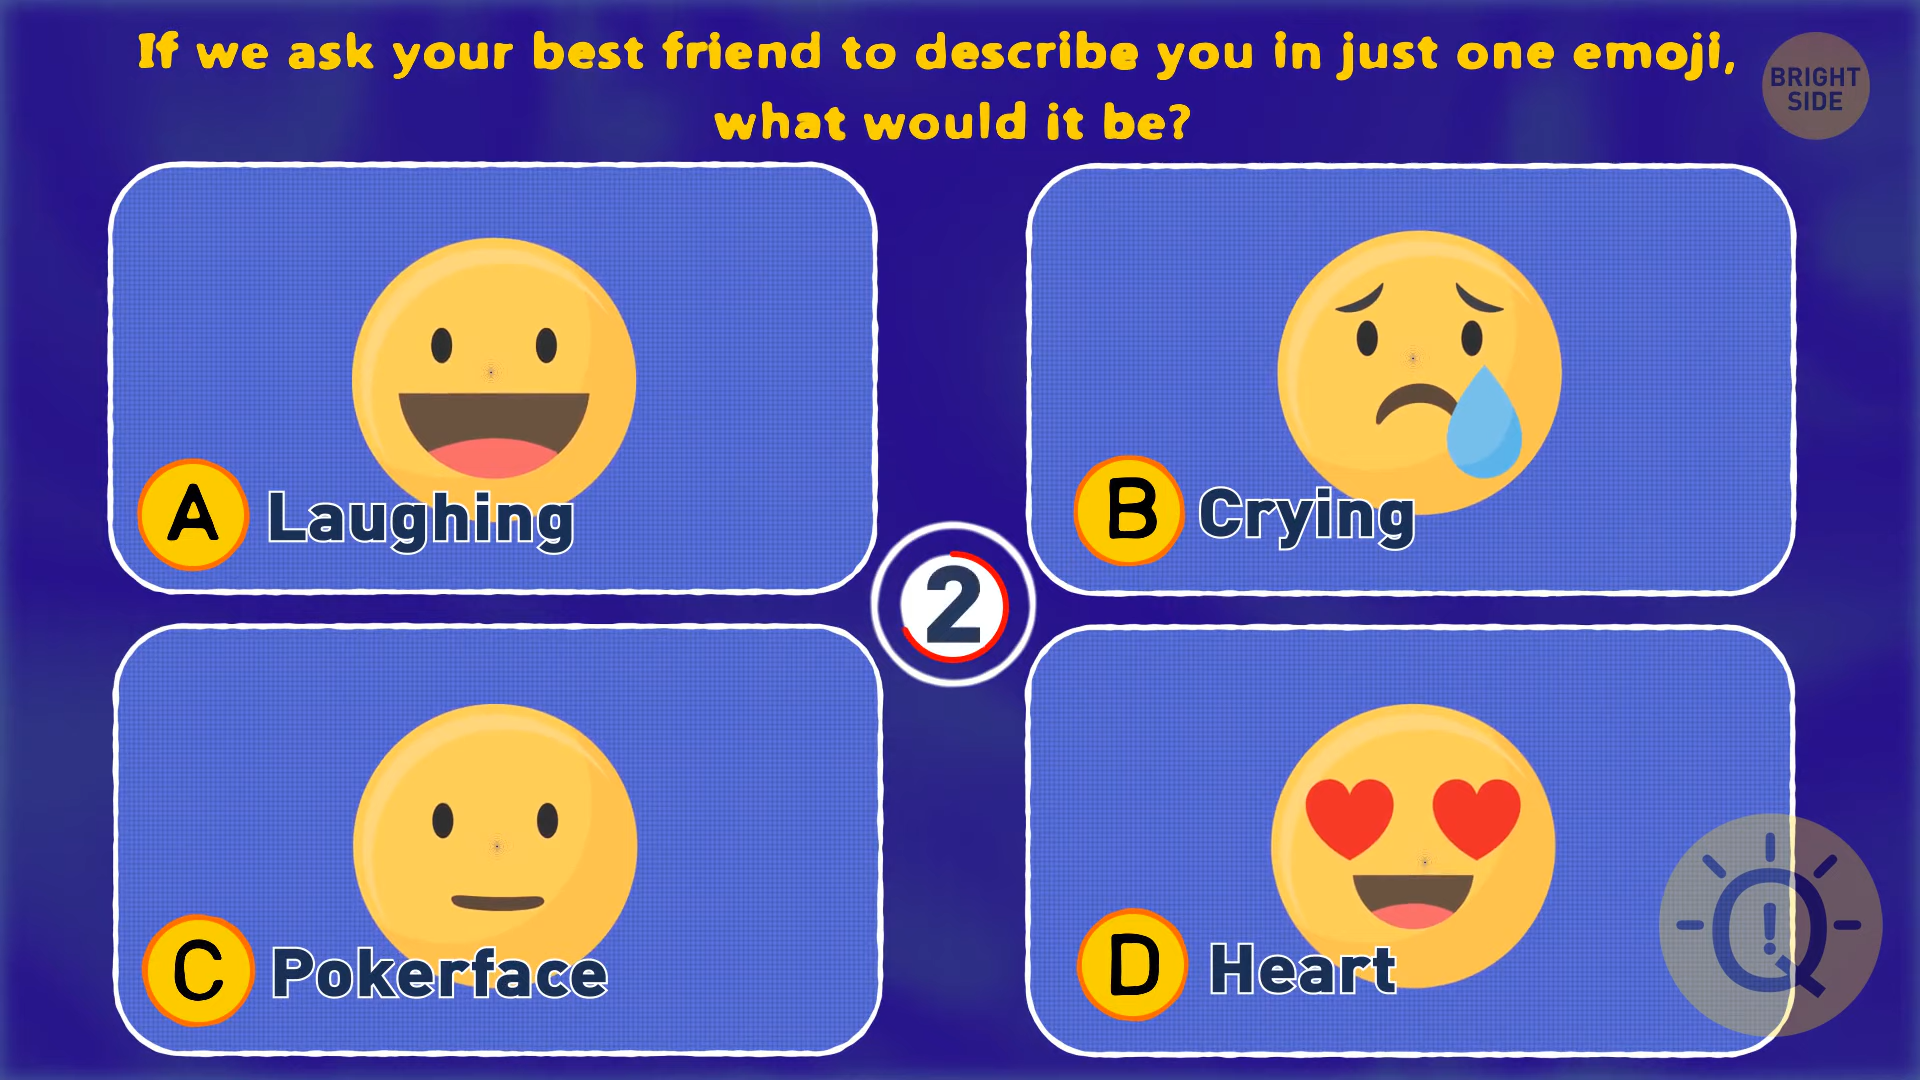 If we ask your best friend to describe you in just one emoji,
what would it be?
BRIGHT
SIDE
A Laughing
B Crying
2
C Pokerface
D Heart
Q!